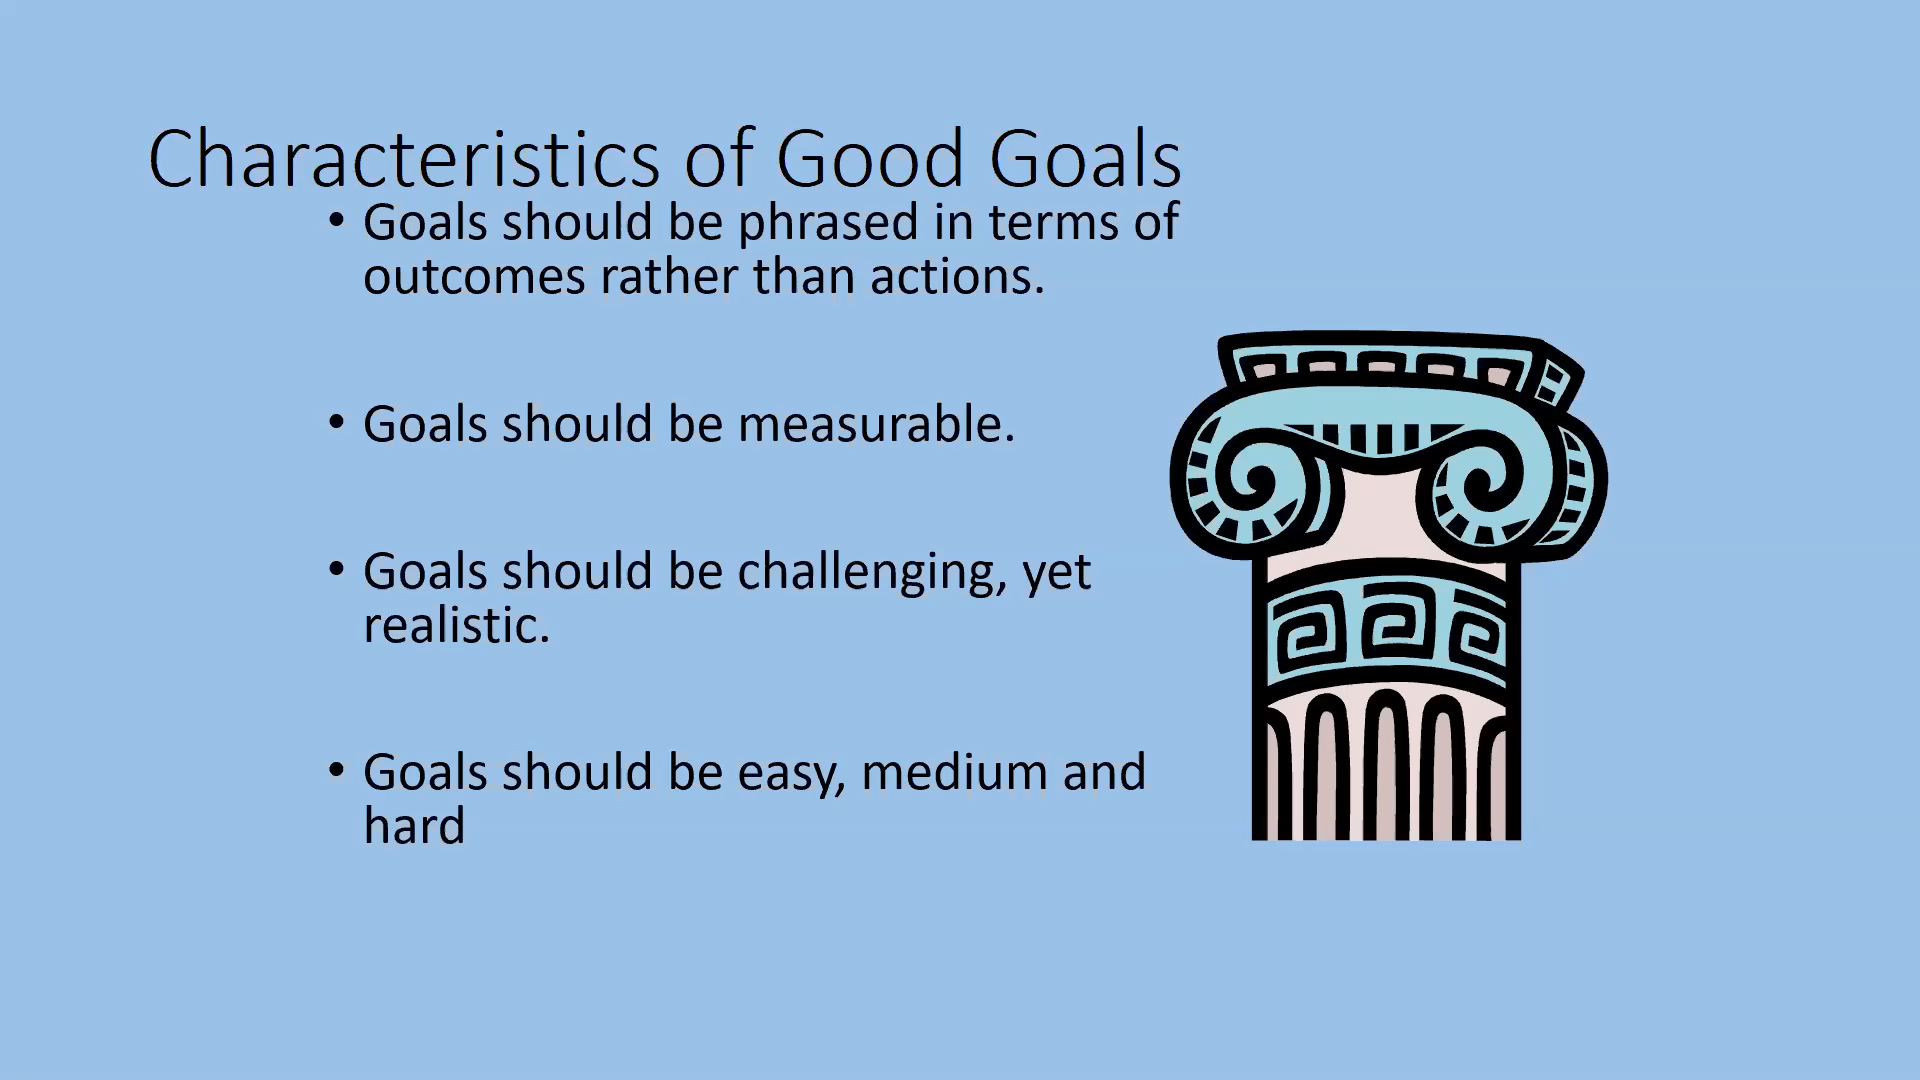 Characteristics of Good Goals
• Goals should be phrased in terms of
outcomes rather than actions.
• Goals should be measurable.
• Goals should be challenging, yet
realistic.
• Goals should be easy, medium and
hard